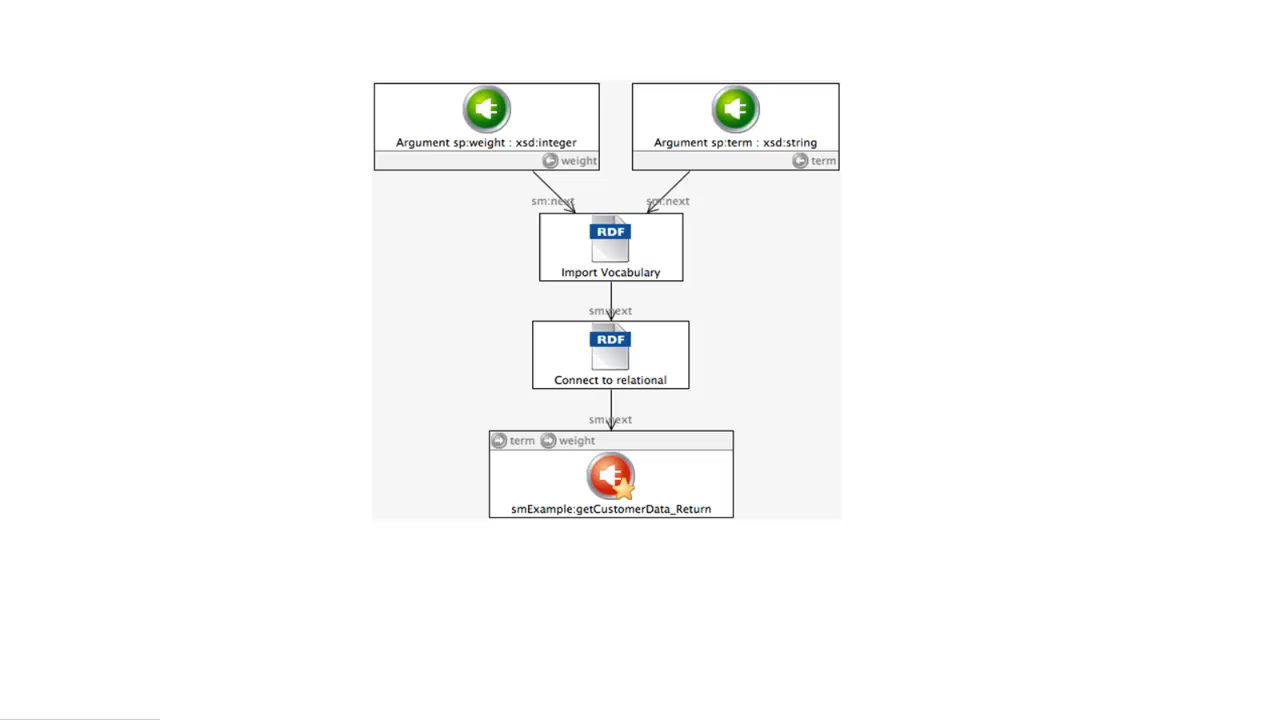 Argument sp:weight : xsd:integer
weight
Argument sp:term : xsd:string
term
sm:next
sm:next
RDF
Import Vocabulary
sm:next
RDF
Connect to relational
sm:next
term weight
smExample:getCustomerData_Return